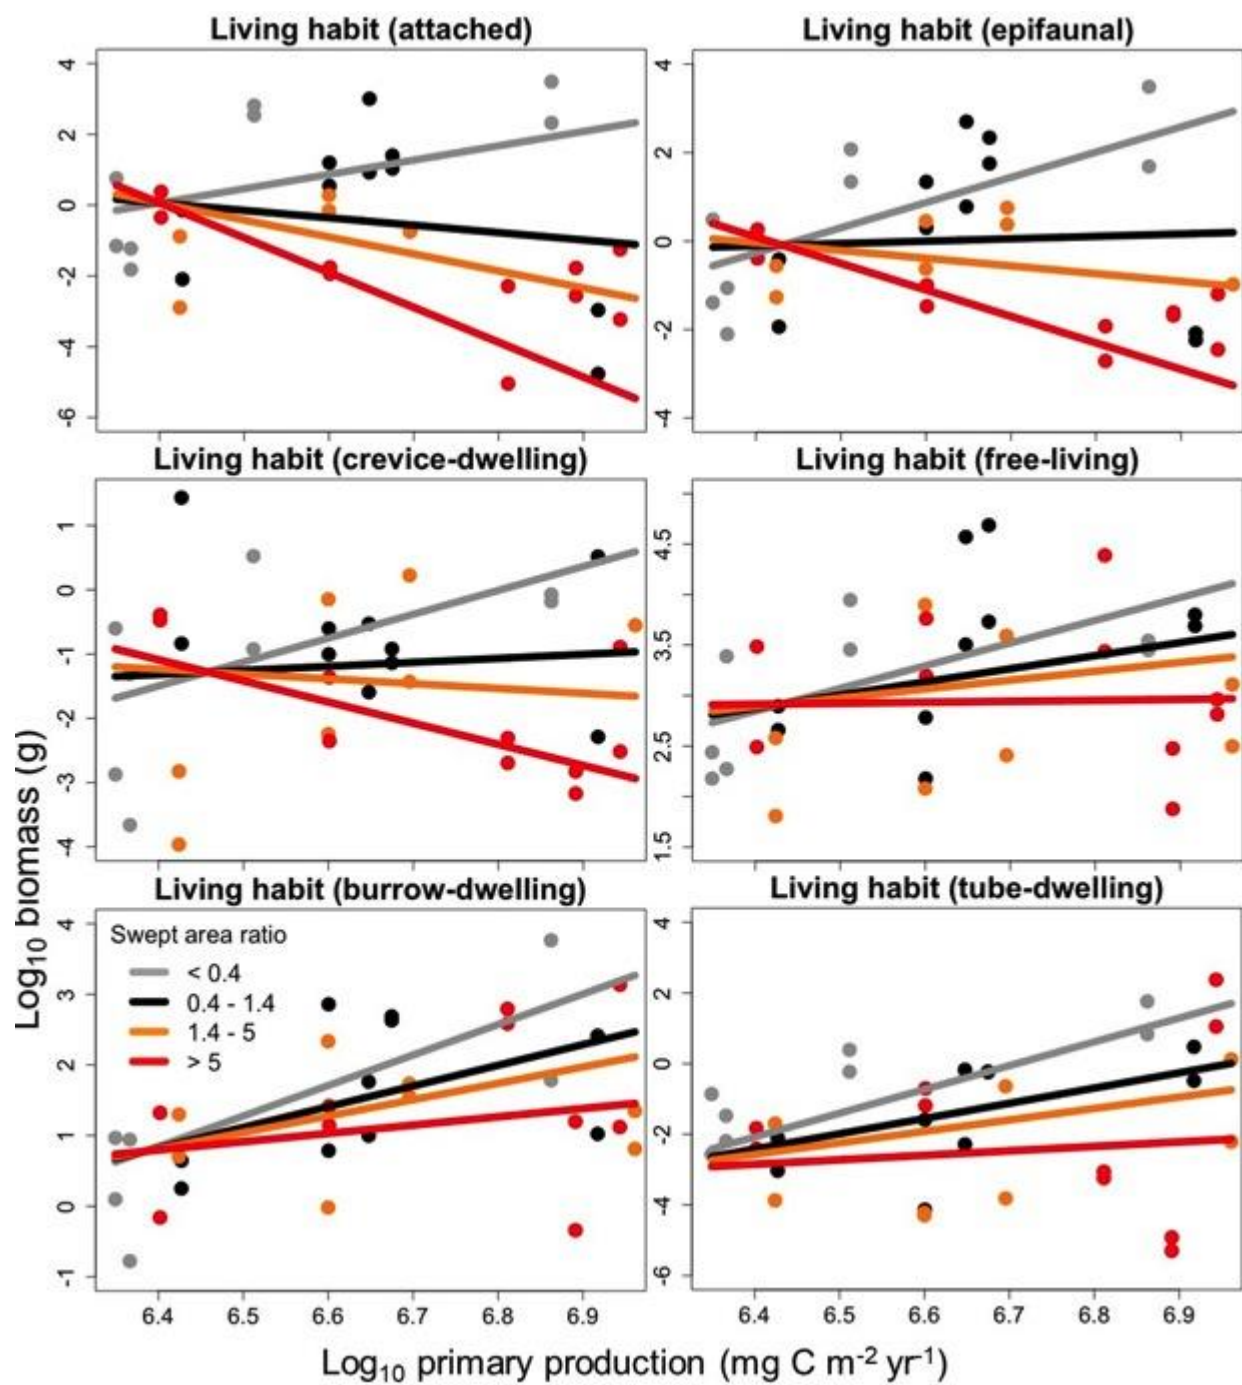 Living habit (attached)
Living habit (epifaunal)
4
2
0
-2
-4
-6
4
2
0
-2
-4
Living habit (crevice-dwelling)
Living habit (free-living)
1
0
-1
-2
-3
-4
4.5
3.5
2.5
1.5
Log10 biomass (g)
Living habit (burrow-dwelling)
Living habit (tube-dwelling)
Swept area ratio
< 0.4
0.4 - 1.4
1.4 - 5
> 5
4
3
2
1
0
-1
2
4
0
-2
-4
-6
6.4 6.5 6.6 6.7 6.8 6.9
6.4 6.5 6.6 6.7 6.8 6.9
Log10 primary production (mg C m-2 yr-1)